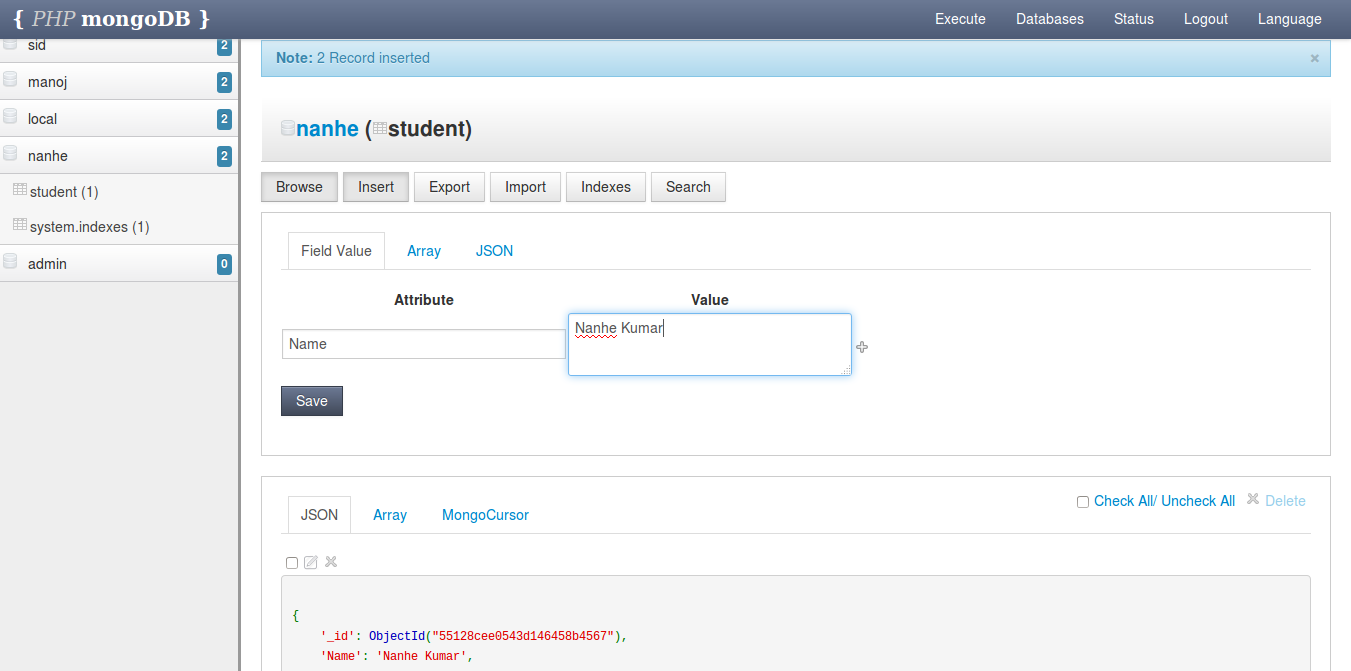 { PHP mongoDB }
Execute Databases Status Logout Language
sid 2
manoj 2
local 2
nanhe 2
student (1)
system.indexes (1)
admin 0
Note: 2 Record inserted ×
nanhe (student)
Browse Insert Export Import Indexes Search
Field Value Array JSON
Attribute Value
Name Nanhe Kumar
Save
JSON Array MongoCursor Check All/ Uncheck All Delete
{
'_id': ObjectId("55128cee0543d146458b4567"),
'Name': 'Nanhe Kumar',